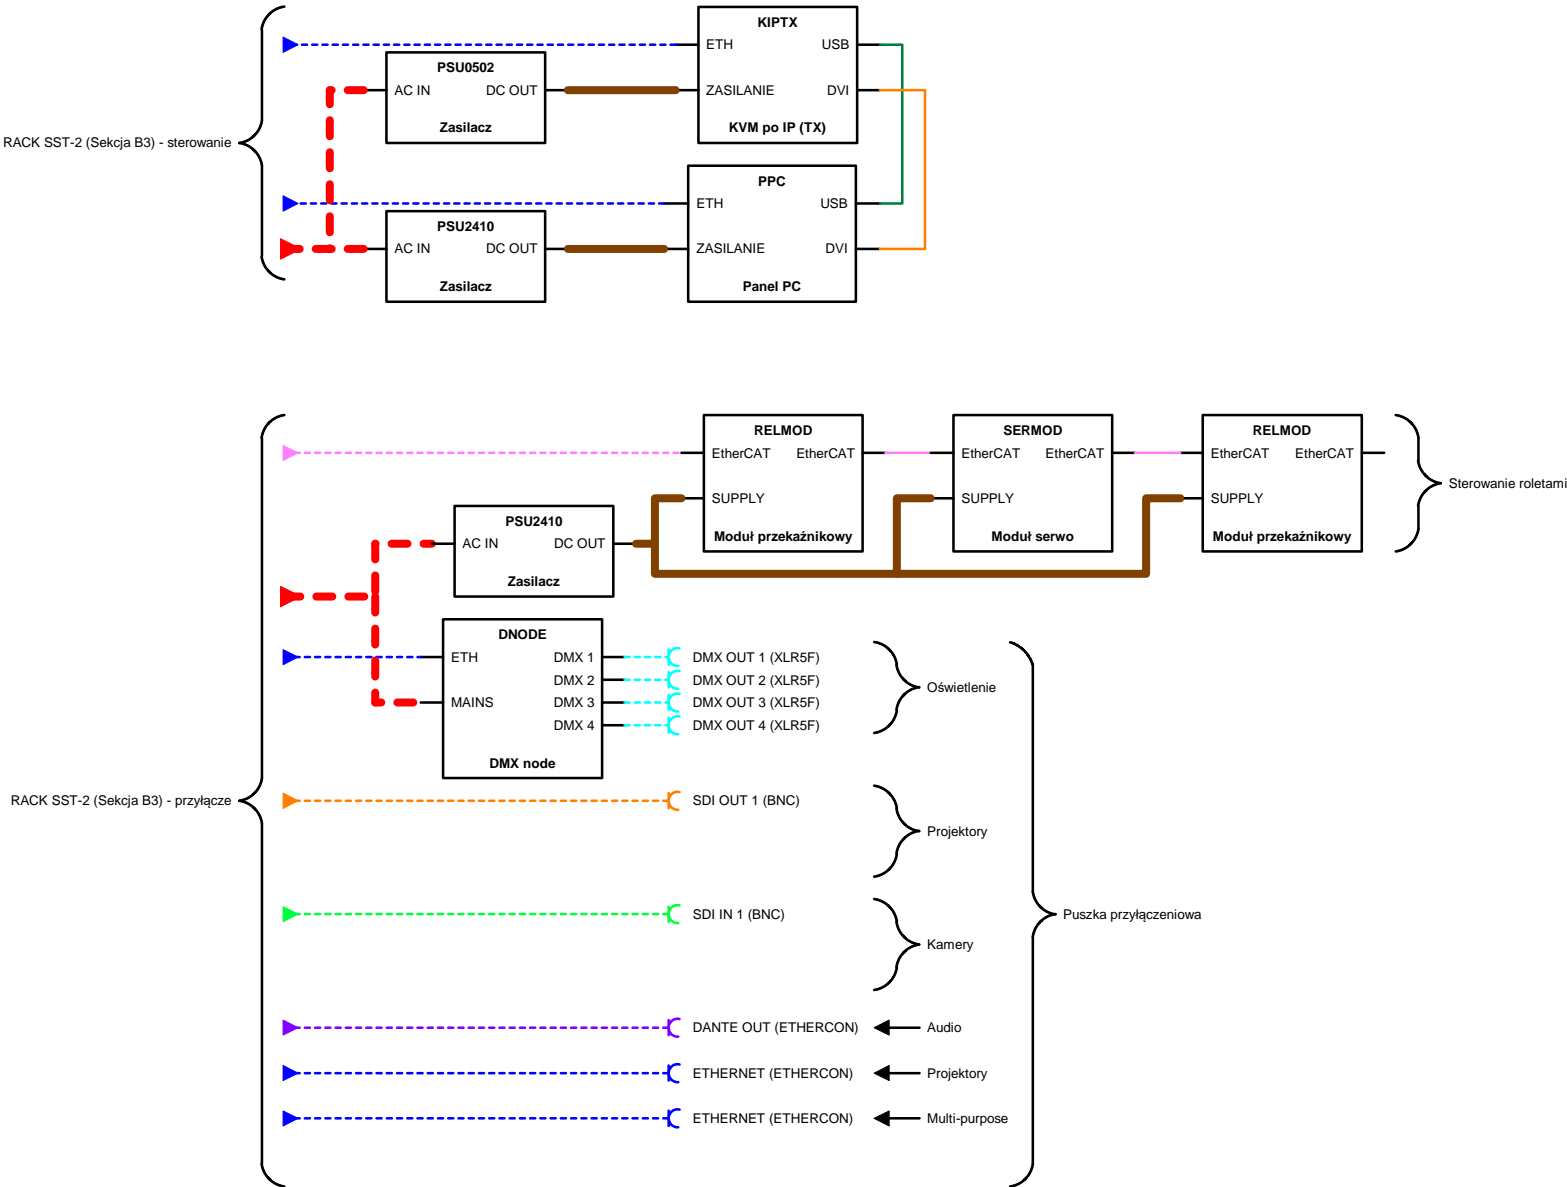 KIPTX
ETH USB
PSU0502
AC IN DC OUT
ZASILANIE DVI
Zasilacz
KVM po IP (TX)
RACK SST-2 (Sekcja B3) - sterowanie
PPC
ETH USB
PSU2410
AC IN DC OUT
ZASILANIE DVI
Zasilacz
Panel PC
RELMOD
EtherCAT EtherCAT
SUPPLY
Moduł przekaźnikowy
SERMOD
EtherCAT EtherCAT
SUPPLY
Moduł serwo
RELMOD
EtherCAT EtherCAT
SUPPLY
Moduł przekaźnikowy
Sterowanie roletami
PSU2410
AC IN DC OUT
Zasilacz
DNODE
ETH DMX 1
DMX 2
MAINS DMX 3
DMX 4
DMX node
DMX OUT 1 (XLR5F)
DMX OUT 2 (XLR5F)
DMX OUT 3 (XLR5F)
DMX OUT 4 (XLR5F)
Oświetlenie
RACK SST-2 (Sekcja B3) - przyłącze
SDI OUT 1 (BNC)
Projektory
SDI IN 1 (BNC)
Kamery
Puszka przyłączeniowa
DANTE OUT (ETHERCON) Audio
ETHERNET (ETHERCON) Projektory
ETHERNET (ETHERCON) Multi-purpose